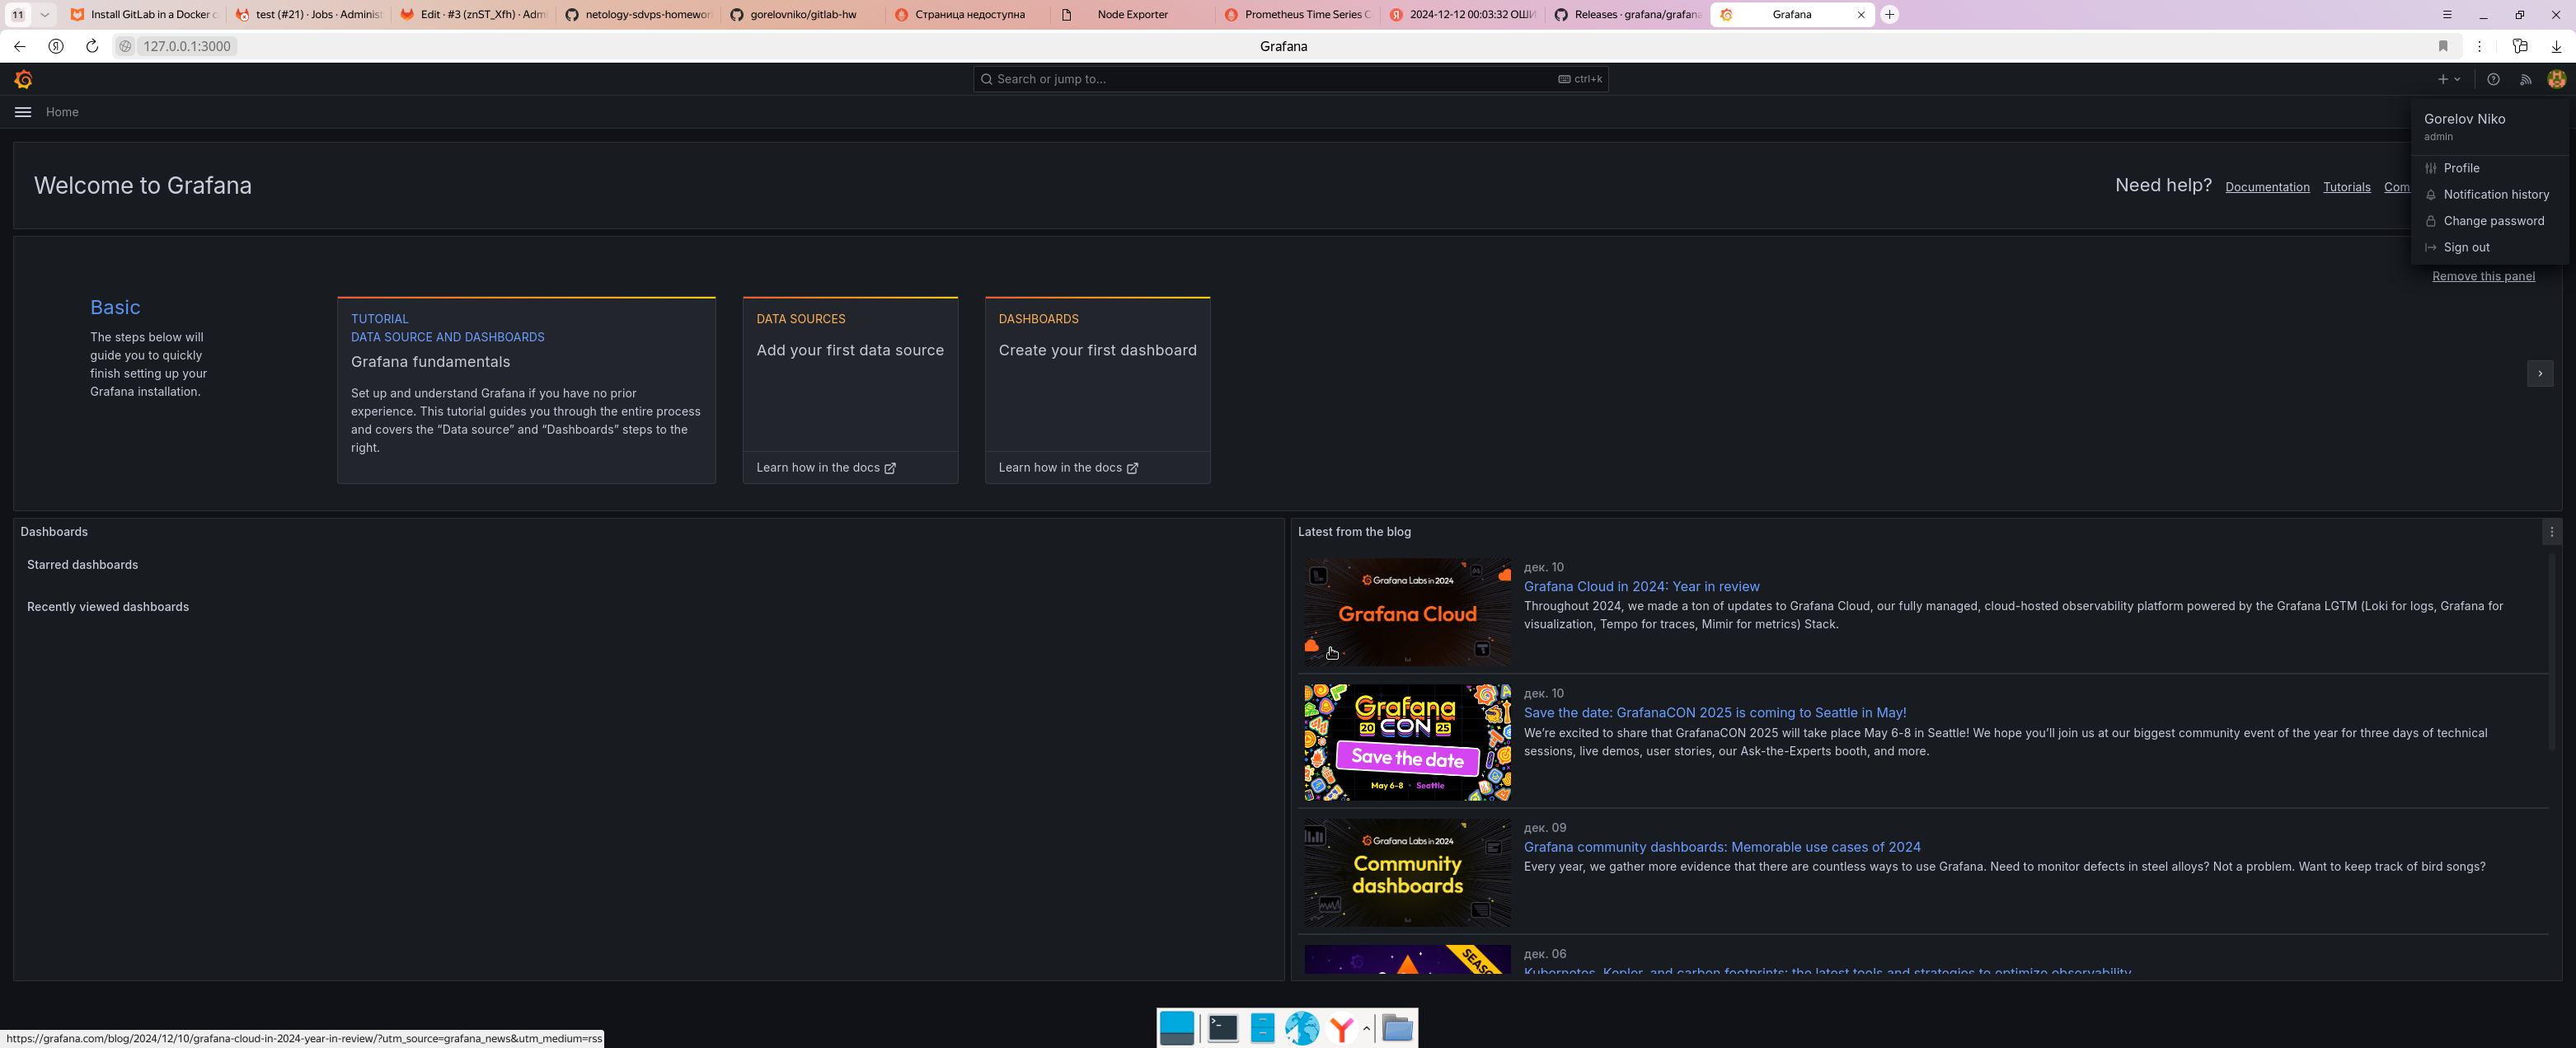 11
Install GitLab in a Docker c
test (#21) · Jobs · Adminis
Edit · #3 (znST_Xfh) · Adm
netology-sdvps-homewor
gorelovniko/gitlab-hw
Страница недоступна
Node Exporter
Prometheus Time Series C
2024-12-12 00:03:32 ОШИ
Releases · grafana/grafana
Grafana
127.0.0.1:3000
Grafana
Search or jump to...
ctrl+k
Home
Gorelov Niko
admin
Profile
Notification history
Change password
Sign out
Welcome to Grafana
Need help?
Documentation
Tutorials
Com
Remove this panel
Basic
The steps below will
guide you to quickly
finish setting up your
Grafana installation.
TUTORIAL
DATA SOURCE AND DASHBOARDS
Grafana fundamentals
Set up and understand Grafana if you have no prior
experience. This tutorial guides you through the entire process
and covers the “Data source” and “Dashboards” steps to the
right.
DATA SOURCES
Add your first data source
Learn how in the docs
DASHBOARDS
Create your first dashboard
Learn how in the docs
Dashboards
Starred dashboards
Recently viewed dashboards
Latest from the blog
Grafana Labs in 2024
Grafana Cloud
дек. 10
Grafana Cloud in 2024: Year in review
Throughout 2024, we made a ton of updates to Grafana Cloud, our fully managed, cloud-hosted observability platform powered by the Grafana LGTM (Loki for logs, Grafana for
visualization, Tempo for traces, Mimir for metrics) Stack.
Grafana
20 CON 25
Save the date
May 6-8 · Seattle
дек. 10
Save the date: GrafanaCON 2025 is coming to Seattle in May!
We’re excited to share that GrafanaCON 2025 will take place May 6-8 in Seattle! We hope you’ll join us at our biggest community event of the year for three days of technical
sessions, live demos, user stories, our Ask-the-Experts booth, and more.
Grafana Labs in 2024
Community
dashboards
дек. 09
Grafana community dashboards: Memorable use cases of 2024
Every year, we gather more evidence that there are countless ways to use Grafana. Need to monitor defects in steel alloys? Not a problem. Want to keep track of bird songs?
SEASO
дек. 06
Kubernetes, Kepler, and carbon footprints: the latest tools and strategies to optimize observability
https://grafana.com/blog/2024/12/10/grafana-cloud-in-2024-year-in-review/?utm_source=grafana_news&utm_medium=rss